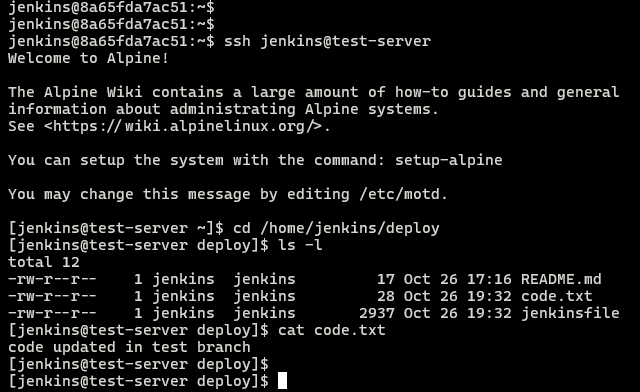 jenkins@8a65fda7ac51:~$
jenkins@8a65fda7ac51:~$
jenkins@8a65fda7ac51:~$ ssh jenkins@test-server
Welcome to Alpine!
The Alpine Wiki contains a large amount of how-to guides and general
information about administrating Alpine systems.
See <https://wiki.alpinelinux.org/>.
You can setup the system with the command: setup-alpine
You may change this message by editing /etc/motd.
[jenkins@test-server ~]$ cd /home/jenkins/deploy
[jenkins@test-server deploy]$ ls -l
total 12
-rw-r--r--    1 jenkins  jenkins         17 Oct 26 17:16 README.md
-rw-r--r--    1 jenkins  jenkins         28 Oct 26 19:32 code.txt
-rw-r--r--    1 jenkins  jenkins       2937 Oct 26 19:32 jenkinsfile
[jenkins@test-server deploy]$ cat code.txt
code updated in test branch
[jenkins@test-server deploy]$
[jenkins@test-server deploy]$